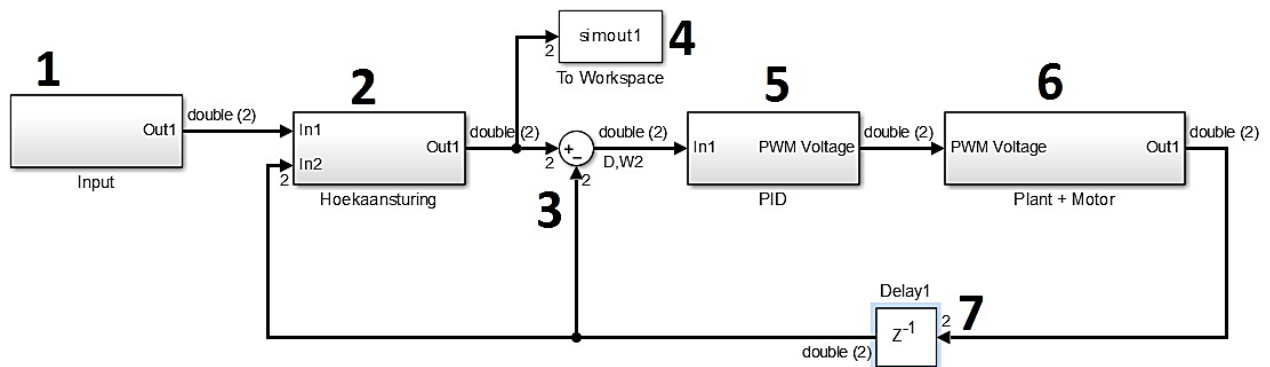 1
Out1
Input
double (2)
2
In1
In2
Out1
2
Hoekaansturing
double (2)
simout1
2
4
To Workspace
+
−
2
2
3
double (2)
D,W2
5
In1
PWM Voltage
PID
double (2)
6
PWM Voltage
Out1
Plant + Motor
double (2)
Delay1
Z-1
2
7
double (2)